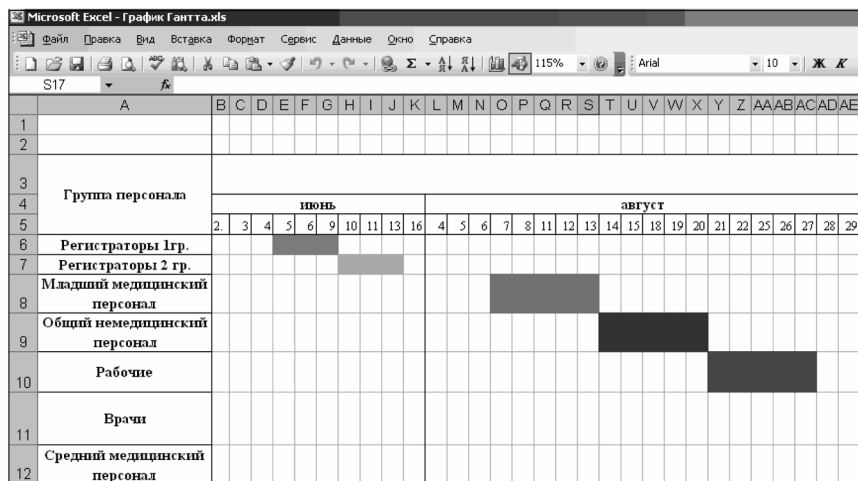 Microsoft Excel - График Гантта.xls
Файл Правка Вид Вставка Формат Сервис Данные Окно Справка
115% Arial 10 Ж К
S17 fx
A B C D E F G H I J K L M N O P Q R S T U V W X Y Z AA AB AC AD AE
1
2
3
Группа персонала
4 июнь август
5 2. 3 4 5 6 9 10 11 13 16 4 5 6 7 8 11 12 13 14 15 18 19 20 21 22 25 26 27 28 29
6 Регистраторы 1гр.
7 Регистраторы 2 гр.
Младший медицинский
8 персонал
Общий немедицинский
9 персонал
10 Рабочие
Врачи
11
Средний медицинский
12 персонал